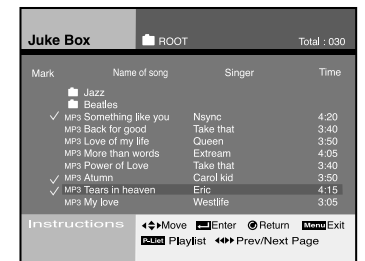 Juke Box ROOT Total : 030
Mark Name of song Singer Time
Jazz
Beatles
MP3 Something like you Nsync 4:20
MP3 Back for good Take that 3:40
MP3 Love of my life Queen 3:50
MP3 More than words Extream 4:05
MP3 Power of Love Take that 3:40
MP3 Atumn Carol kid 3:50
MP3 Tears in heaven Eric 4:15
MP3 My love Westlife 3:05
Instructions Move Enter Return Menu Exit
P-List Playlist Prev/Next Page